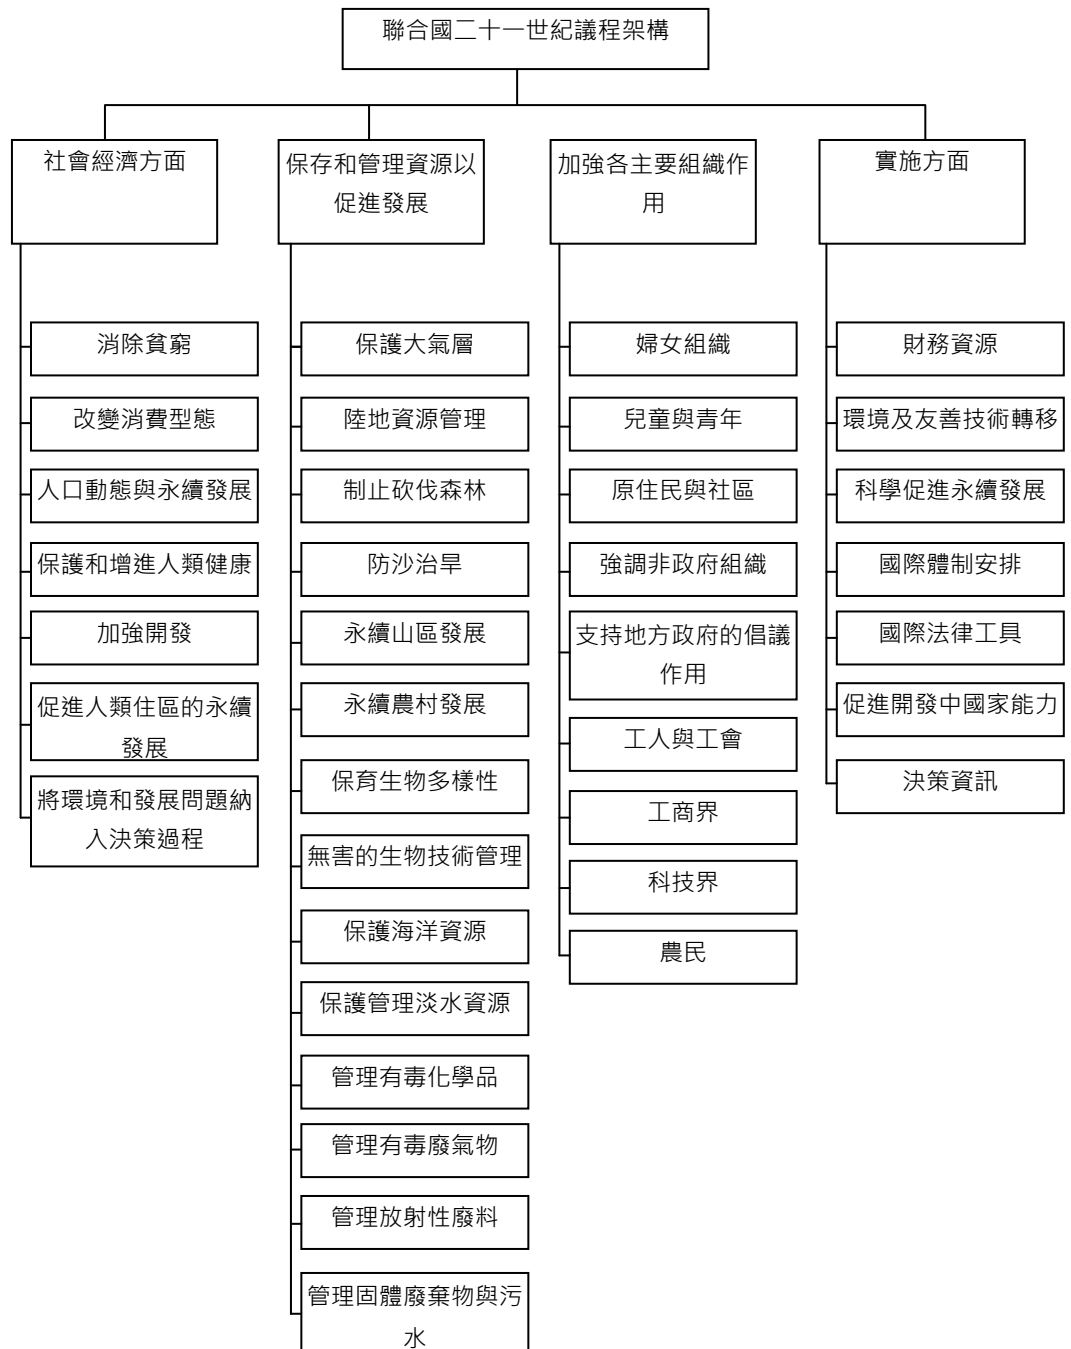 聯合國二十一世紀議程架構
社會經濟方面
消除貧窮
改變消費型態
人口動態與永續發展
保護和增進人類健康
加強開發
促進人類住區的永續
發展
將環境和發展問題納
入決策過程
保存和管理資源以
促進發展
保護大氣層
陸地資源管理
制止砍伐森林
防沙治旱
永續山區發展
永續農村發展
保育生物多樣性
無害的生物技術管理
保護海洋資源
保護管理淡水資源
管理有毒化學品
管理有毒廢氣物
管理放射性廢料
管理固體廢棄物與污
水
加強各主要組織作
用
婦女組織
兒童與青年
原住民與社區
強調非政府組織
支持地方政府的倡議
作用
工人與工會
工商界
科技界
農民
實施方面
財務資源
環境及友善技術轉移
科學促進永續發展
國際體制安排
國際法律工具
促進開發中國家能力
決策資訊